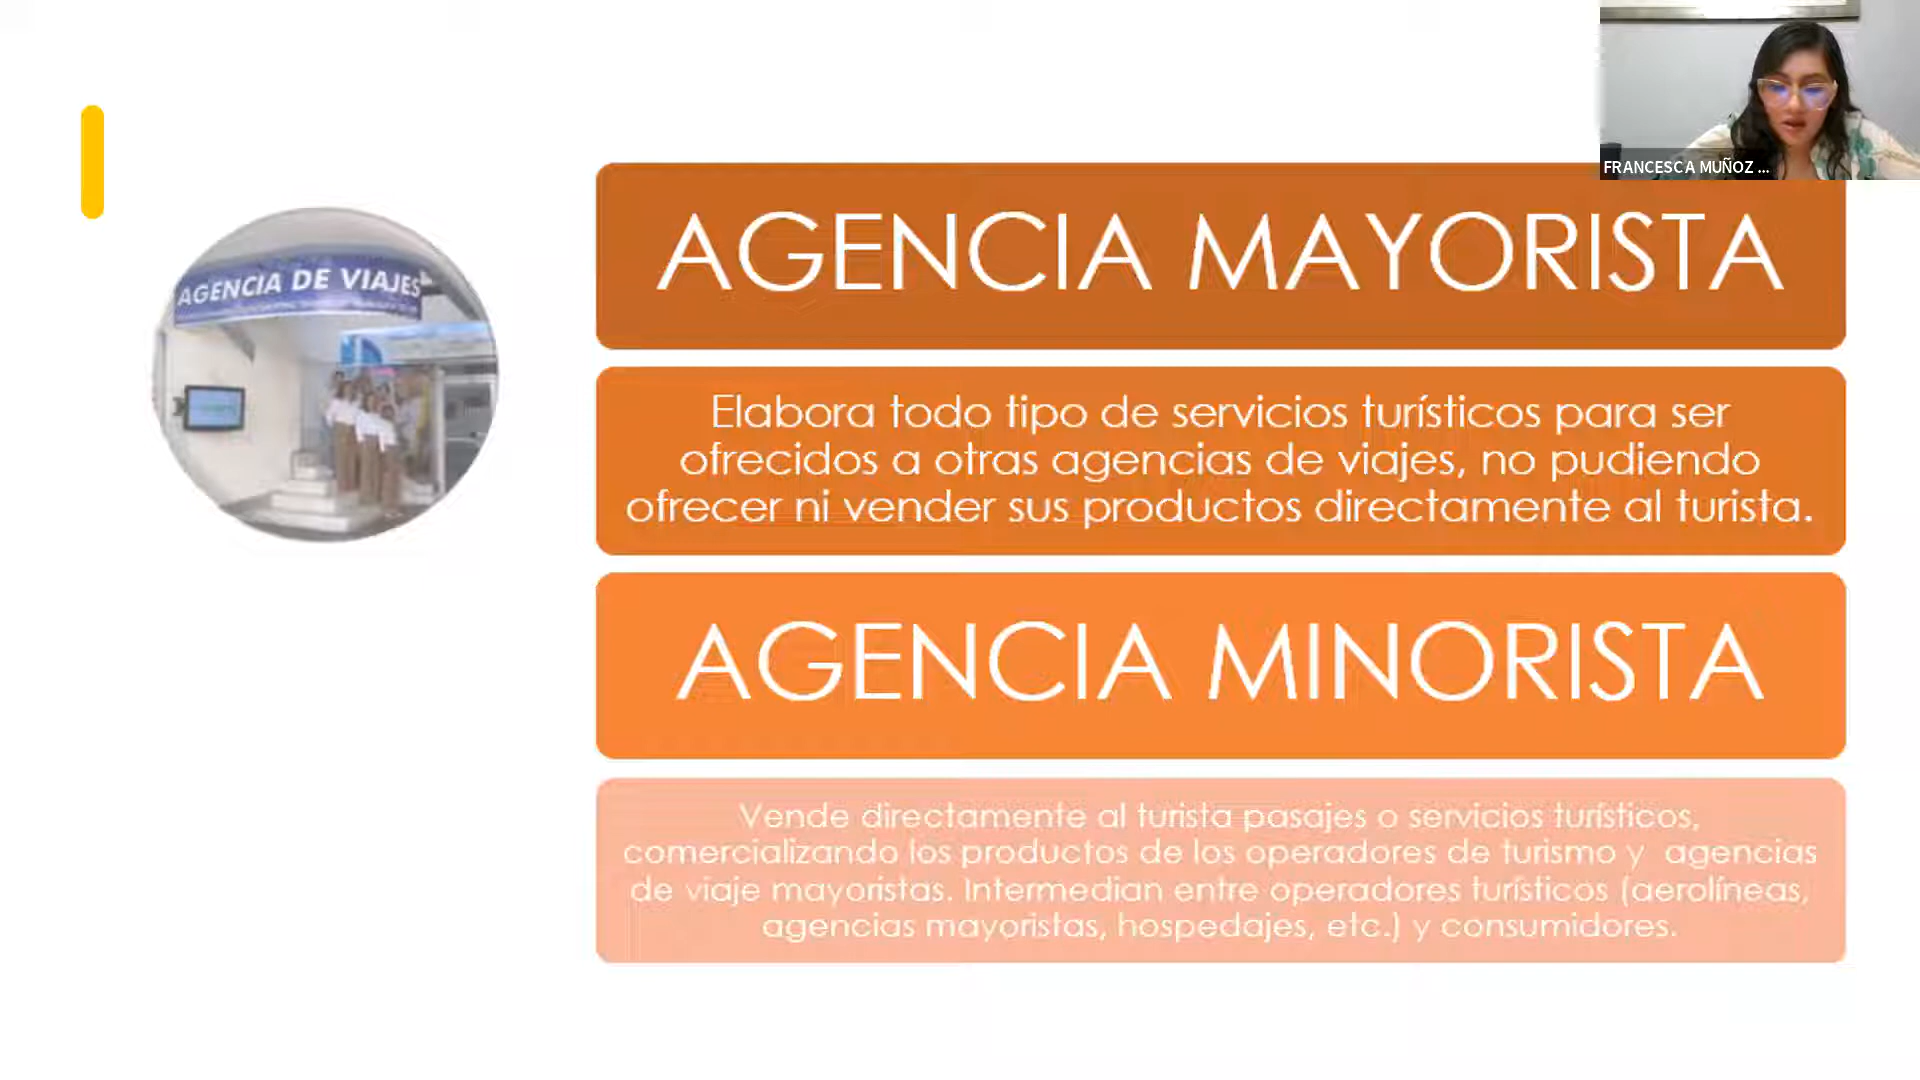 FRANCESCA MUÑOZ ...
AGENCIA DE VIAJES
AGENCIA MAYORISTA
Elabora todo tipo de servicios turísticos para ser
ofrecidos a otras agencias de viajes, no pudiendo
ofrecer ni vender sus productos directamente al turista.
AGENCIA MINORISTA
Vende directamente al turista pasajes o servicios turísticos,
comercializando los productos de los operadores de turismo y agencias
de viaje mayoristas. Intermedian entre operadores turísticos (aerolíneas,
agencias mayoristas, hospedajes, etc.) y consumidores.